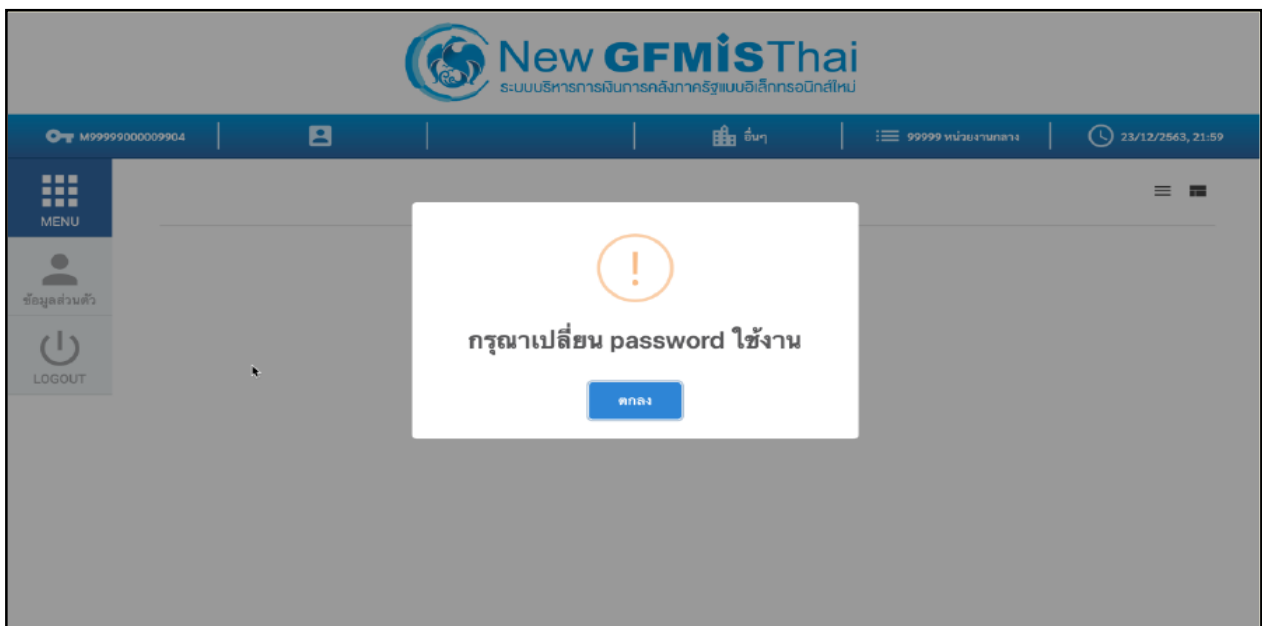 New GFMISThai
ระบบบริหารการเงินการคลังภาครัฐแบบอิเล็กทรอนิกส์ใหม่
M99999000009904
อื่นๆ
99999 หน่วยงานกลาง
23/12/2563, 21:59
MENU
ข้อมูลส่วนตัว
LOGOUT
!
กรุณาเปลี่ยน password ใช้งาน
ตกลง